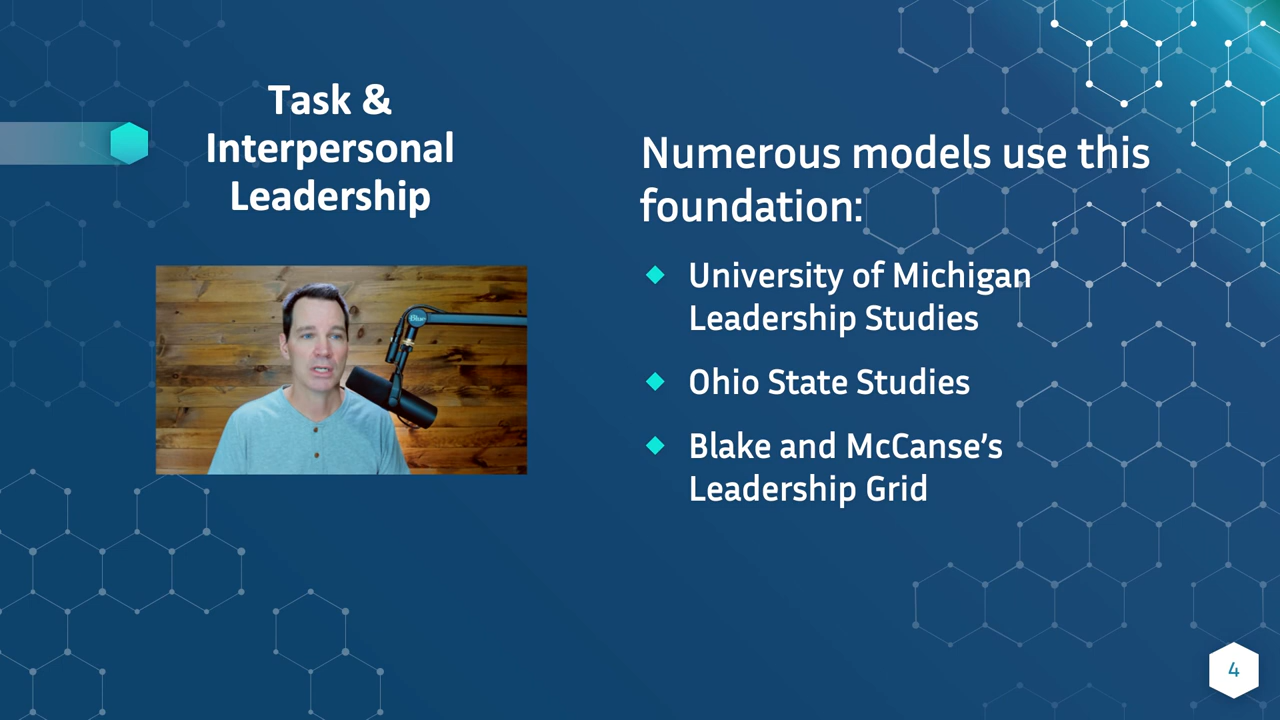 Task &
Interpersonal
Leadership
Numerous models use this
foundation:
University of Michigan
Leadership Studies
Ohio State Studies
Blake and McCanse’s
Leadership Grid
Blue
4